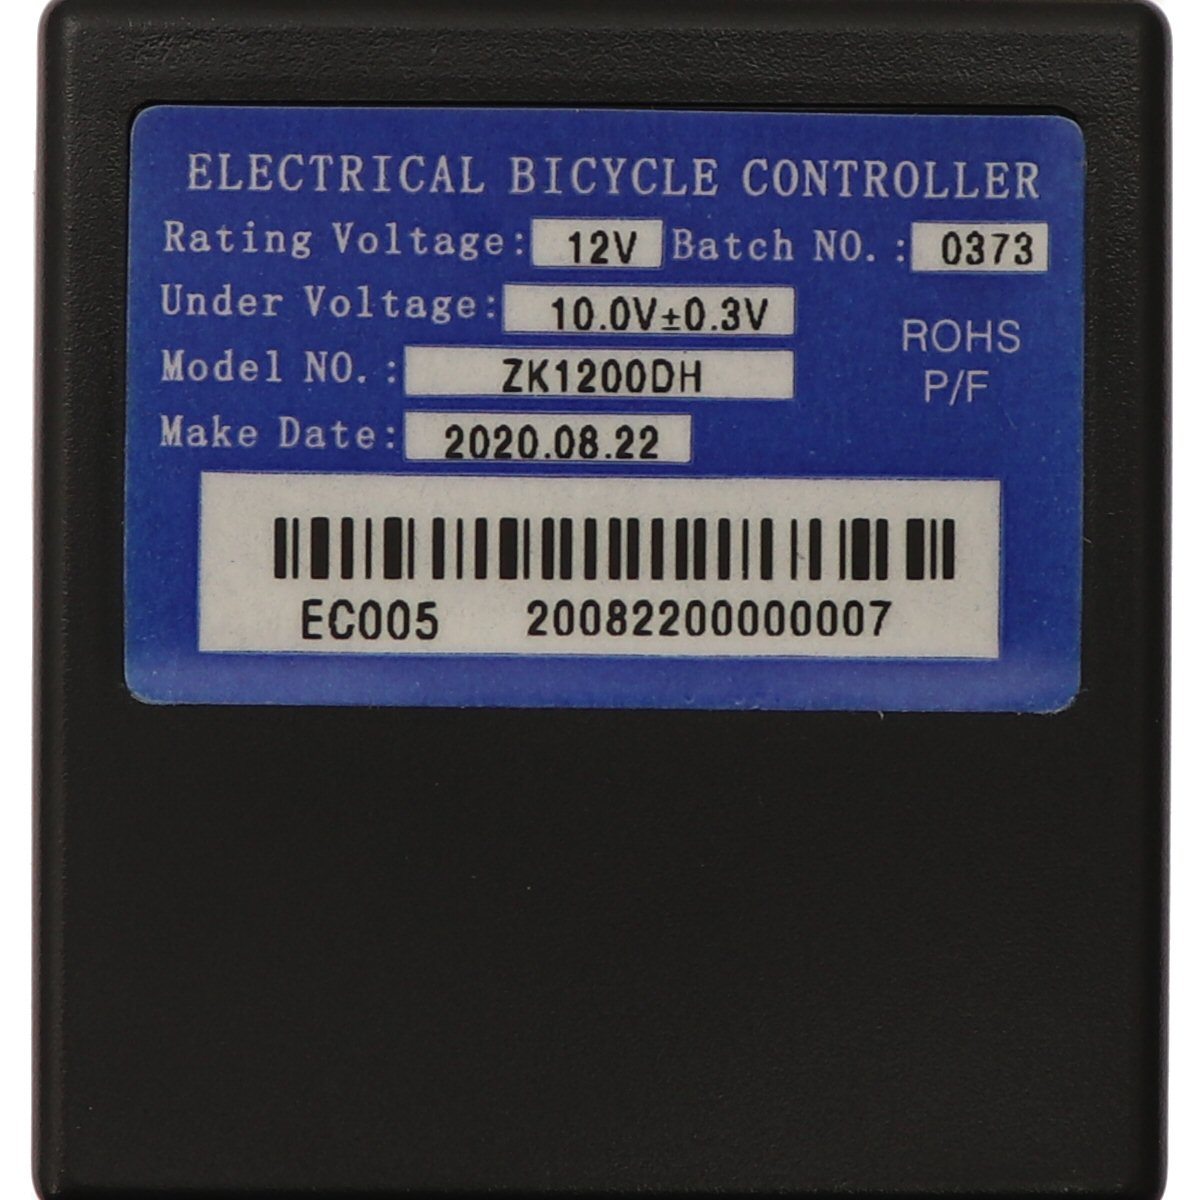 ELECTRICAL BICYCLE CONTROLLER
Rating Voltage: 12V Batch NO.: 0373
Under Voltage: 10.0V±0.3V
ROHS
P/F
Model NO.: ZK1200DH
Make Date: 2020.08.22
EC005 20082200000007